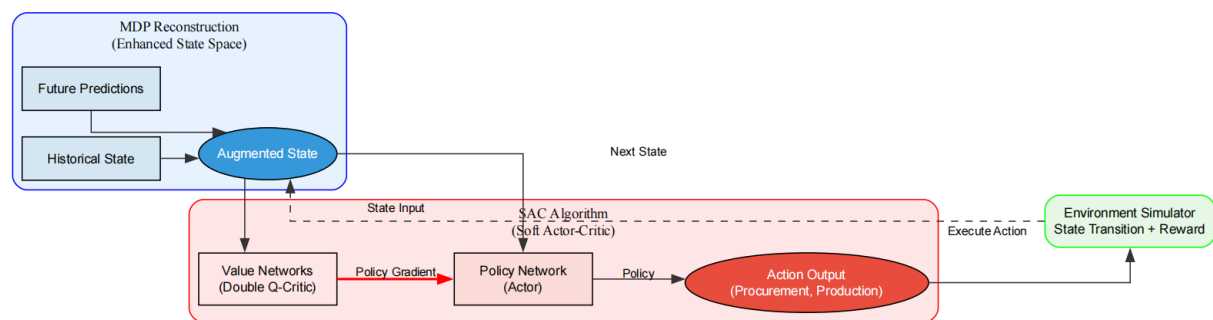 MDP Reconstruction
(Enhanced State Space)
Future Predictions
Historical State
Augmented State
Next State
State Input
SAC Algorithm
(Soft Actor-Critic)
Execute Action
Environment Simulator
State Transition + Reward
Value Networks
(Double Q-Critic)
Policy Gradient
Policy Network
(Actor)
Policy
Action Output
(Procurement, Production)